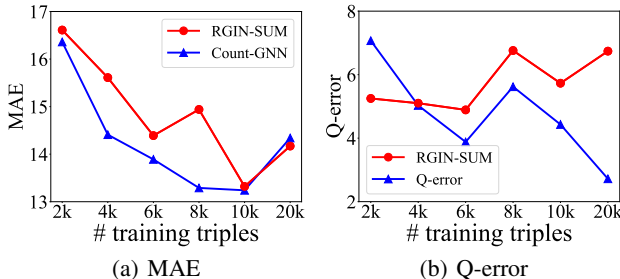 17
16
15
14
13
MAE
RGIN-SUM
Count-GNN
2k 4k 6k 8k 10k 20k
# training triples
(a) MAE
8
6
4
2
Q-error
RGIN-SUM
Q-error
2k 4k 6k 8k 10k 20k
# training triples
(b) Q-error